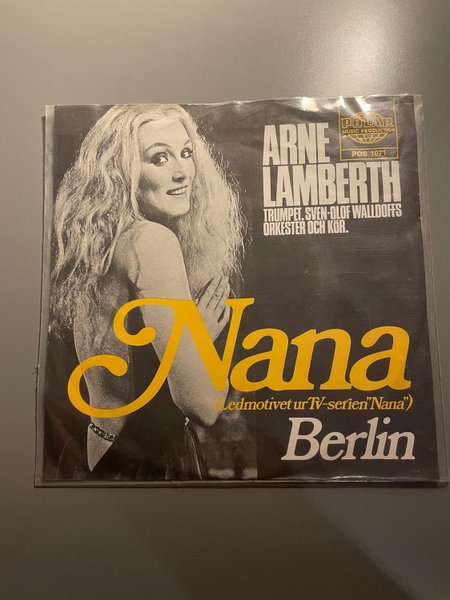 POLAR
MUSIC PRODUCTION
POS 1071
ARNE
LAMBERTH
TRUMPET. SVEN-OLOF WALLDOFFS
ORKESTER OCH KÖR.
Nana
(Ledmotivet ur TV-serien "Nana")
Berlin